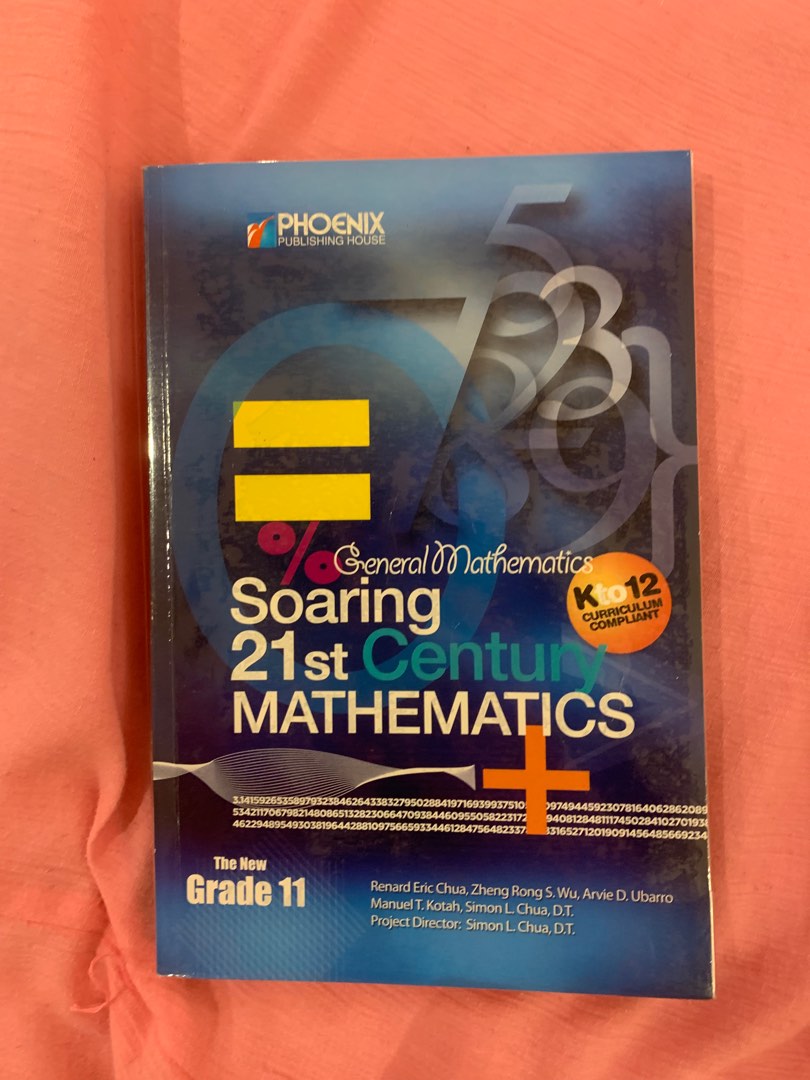 PHOENIX
PUBLISHING HOUSE
General Mathematics
Soaring
21st Century
MATHEMATICS
K to 12
CURRICULUM
COMPLIANT
The New
Grade 11
Renard Eric Chua, Zheng Rong S. Wu, Arvie D. Ubarro
Manuel T. Kotah, Simon L. Chua, D.T.
Project Director: Simon L. Chua, D.T.